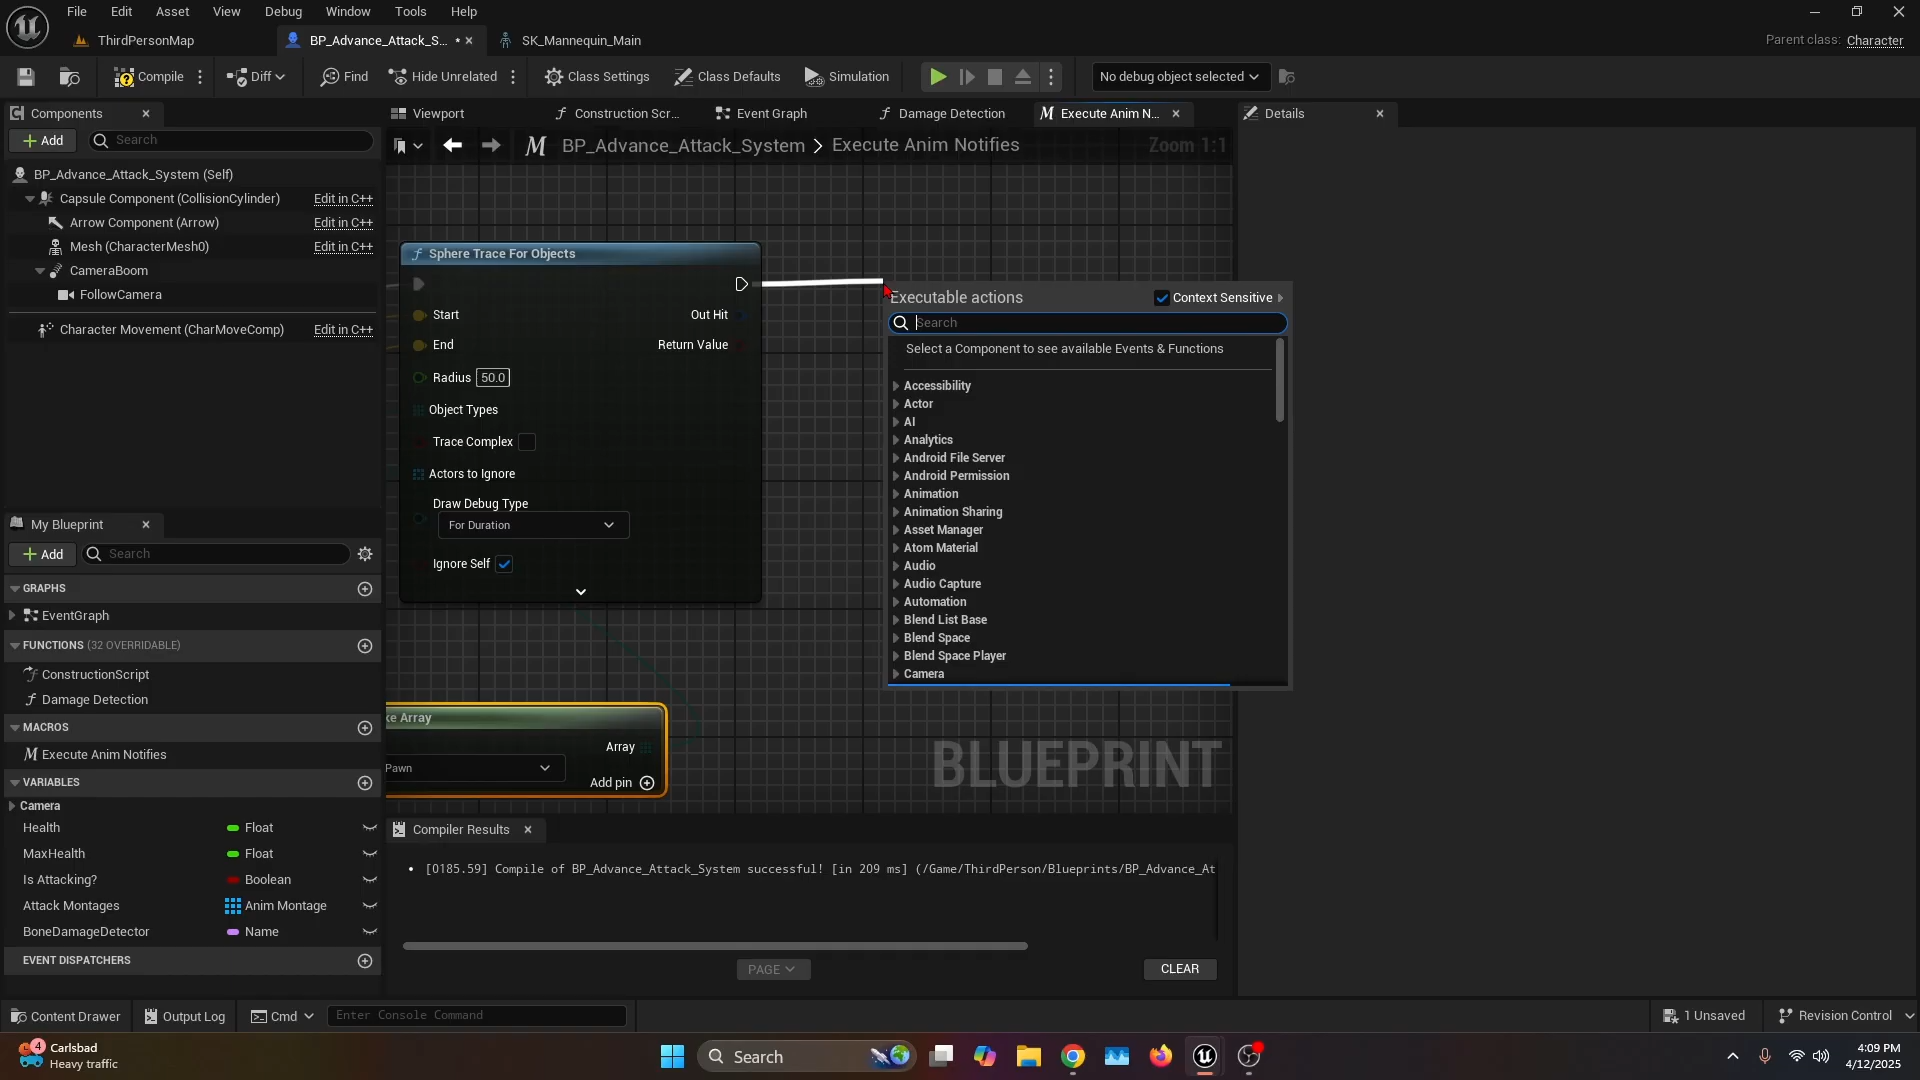 File Edit Asset View Debug Window Tools Help
ThirdPersonMap
BP_Advance_Attack_S... •
SK_Mannequin_Main
Parent class: Character
Compile
Diff
Find
Hide Unrelated
Class Settings
Class Defaults
Simulation
No debug object selected
Components
Viewport
Construction Scr...
Event Graph
Damage Detection
Execute Anim N...
Details
Add
Search
BP_Advance_Attack_System > Execute Anim Notifies
Zoom 1:1
BP_Advance_Attack_System (Self)
Capsule Component (CollisionCylinder) Edit in C++
Arrow Component (Arrow) Edit in C++
Mesh (CharacterMesh0) Edit in C++
CameraBoom
FollowCamera
Character Movement (CharMoveComp) Edit in C++
Sphere Trace For Objects
Start
Out Hit
End
Return Value
Radius 50.0
Object Types
Trace Complex
Actors to Ignore
Draw Debug Type
For Duration
Ignore Self
ke Array
Array
Pawn
Add pin
Executable actions
Context Sensitive
Search
Select a Component to see available Events & Functions
Accessibility
Actor
AI
Analytics
Android File Server
Android Permission
Animation
Animation Sharing
Asset Manager
Atom Material
Audio
Audio Capture
Automation
Blend List Base
Blend Space
Blend Space Player
Camera
BLUEPRINT
My Blueprint
Add
Search
GRAPHS
EventGraph
FUNCTIONS (32 OVERRIDABLE)
ConstructionScript
Damage Detection
MACROS
Execute Anim Notifies
VARIABLES
Camera
Health Float
MaxHealth Float
Is Attacking? Boolean
Attack Montages Anim Montage
BoneDamageDetector Name
EVENT DISPATCHERS
Compiler Results
• [0185.59] Compile of BP_Advance_Attack_System successful! [in 209 ms] (/Game/ThirdPerson/Blueprints/BP_Advance_At
PAGE
CLEAR
Content Drawer
Output Log
Cmd
Enter Console Command
1 Unsaved
Revision Control
4
Carlsbad
Heavy traffic
Search
4:09 PM
4/12/2025